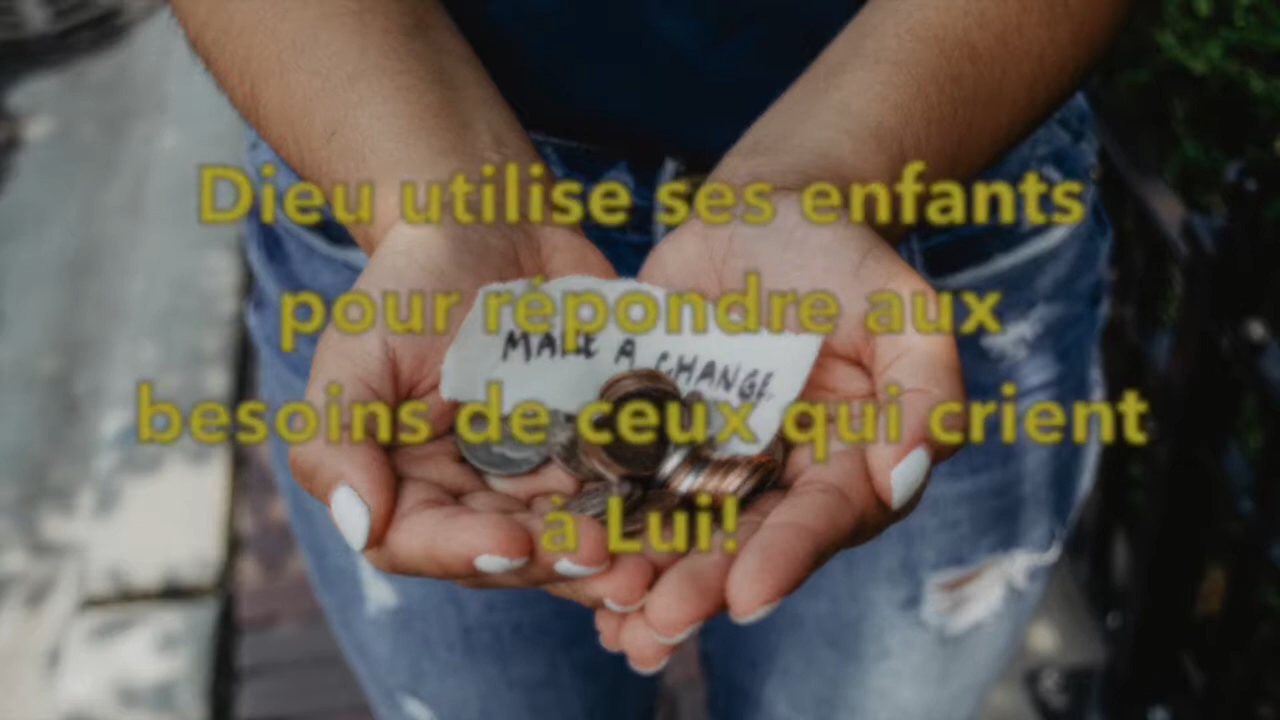 Dieu utilise ses enfants
pour répondre aux
MAKE A CHANGE
besoins de ceux qui crient
à Lui!